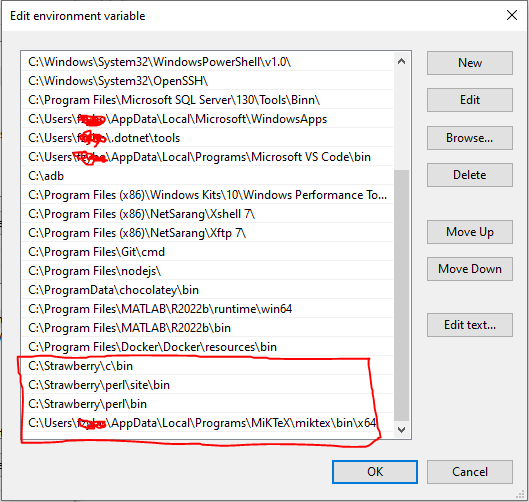 Edit environment variable
C:\Windows\System32\WindowsPowerShell\v1.0\
C:\Windows\System32\OpenSSH\
C:\Program Files\Microsoft SQL Server\130\Tools\Binn\
C:\Users\ \AppData\Local\Microsoft\WindowsApps
C:\Users\ \.dotnet\tools
C:\Users\ \AppData\Local\Programs\Microsoft VS Code\bin
C:\adb
C:\Program Files (x86)\Windows Kits\10\Windows Performance To...
C:\Program Files (x86)\NetSarang\Xshell 7\
C:\Program Files (x86)\NetSarang\Xftp 7\
C:\Program Files\Git\cmd
C:\Program Files\nodejs\
C:\ProgramData\chocolatey\bin
C:\Program Files\MATLAB\R2022b\runtime\win64
C:\Program Files\MATLAB\R2022b\bin
C:\Program Files\Docker\Docker\resources\bin
C:\Strawberry\c\bin
C:\Strawberry\perl\site\bin
C:\Strawberry\perl\bin
C:\Users\ \AppData\Local\Programs\MiKTeX\miktex\bin\x64
New
Edit
Browse...
Delete
Move Up
Move Down
Edit text...
OK
Cancel